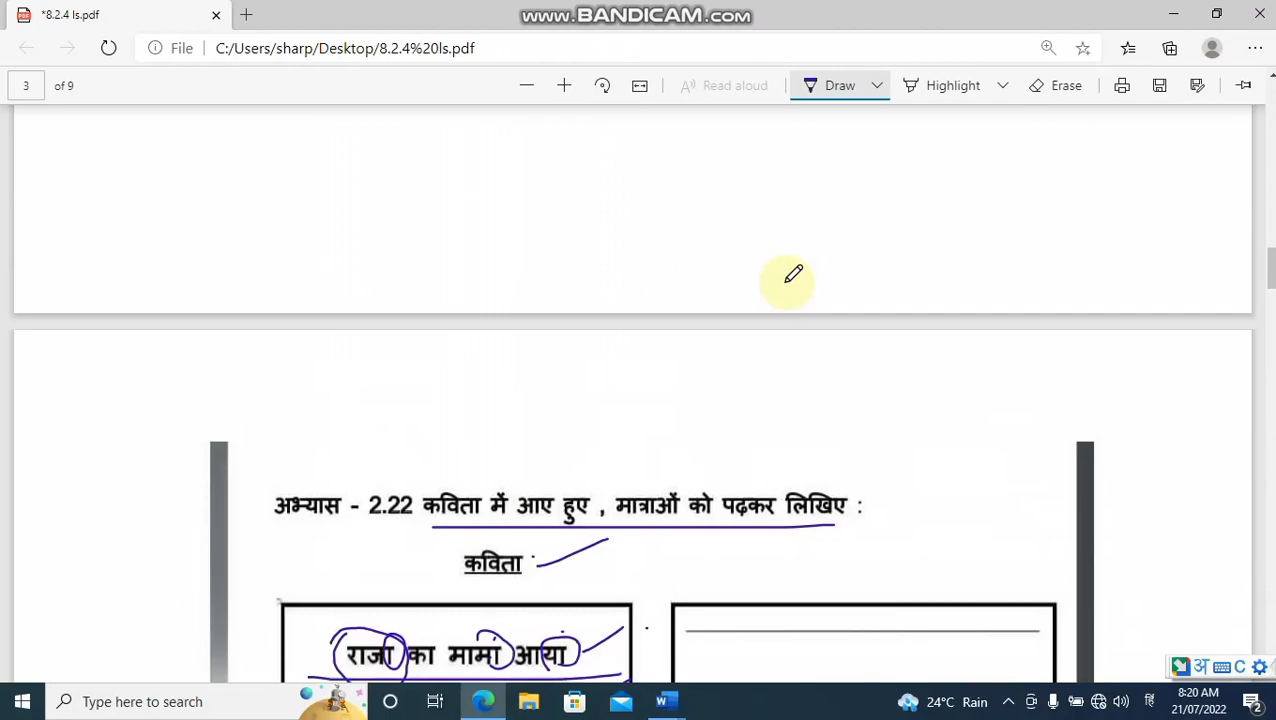 *8.2.4 ls.pdf
www.BANDICAM.com
File C:/Users/sharp/Desktop/8.2.4%20ls.pdf
3 of 9 Read aloud Draw Highlight Erase
अभ्यास - 2.22 कविता में आए हुए , मात्राओं को पढ़कर लिखिए :
कविता
राजा का मामा आया
अ C
Type here to search
24°C Rain
8:20 AM
21/07/2022
2